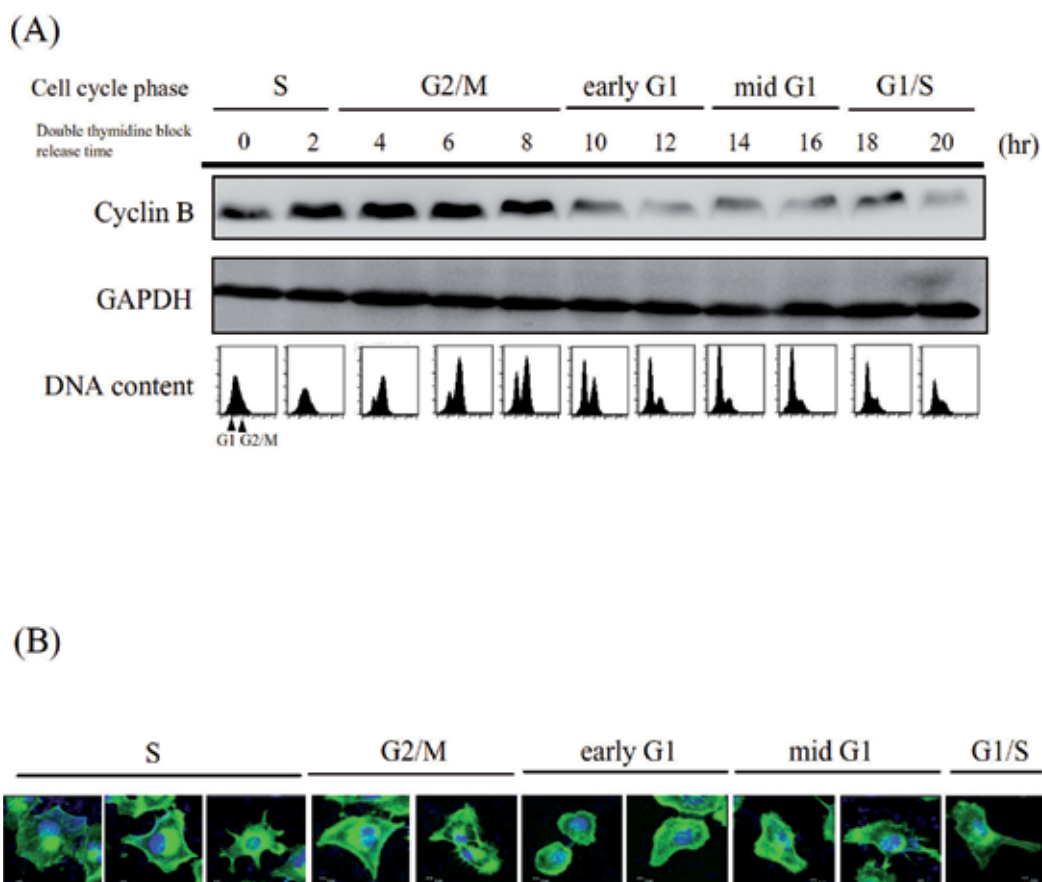 (A)
Cell cycle phase S G2/M early G1 mid G1 G1/S
Double thymidine block
release time 0 2 4 6 8 10 12 14 16 18 20 (hr)
Cyclin B
GAPDH
DNA content
G1 G2/M
(B)
S G2/M early G1 mid G1 G1/S